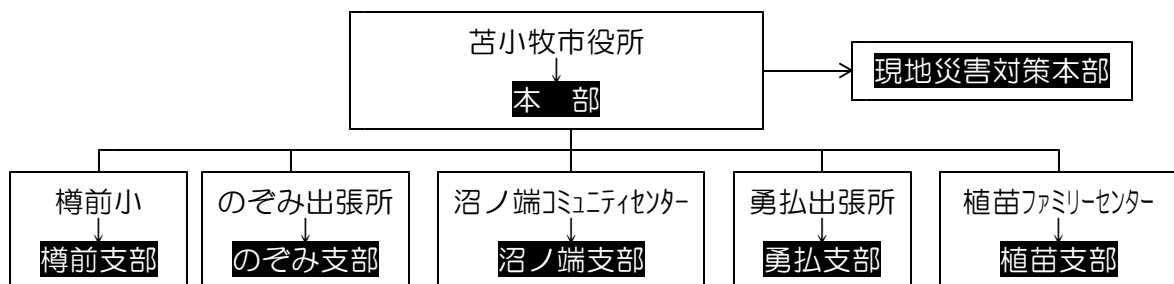 苫小牧市役所
本　部
現地災害対策本部
樽前小
樽前支部
のぞみ出張所
のぞみ支部
沼ノ端ｺﾐｭﾆﾃｨｾﾝﾀｰ
沼ノ端支部
勇払出張所
勇払支部
植苗ﾌｧﾐﾘｰｾﾝﾀｰ
植苗支部